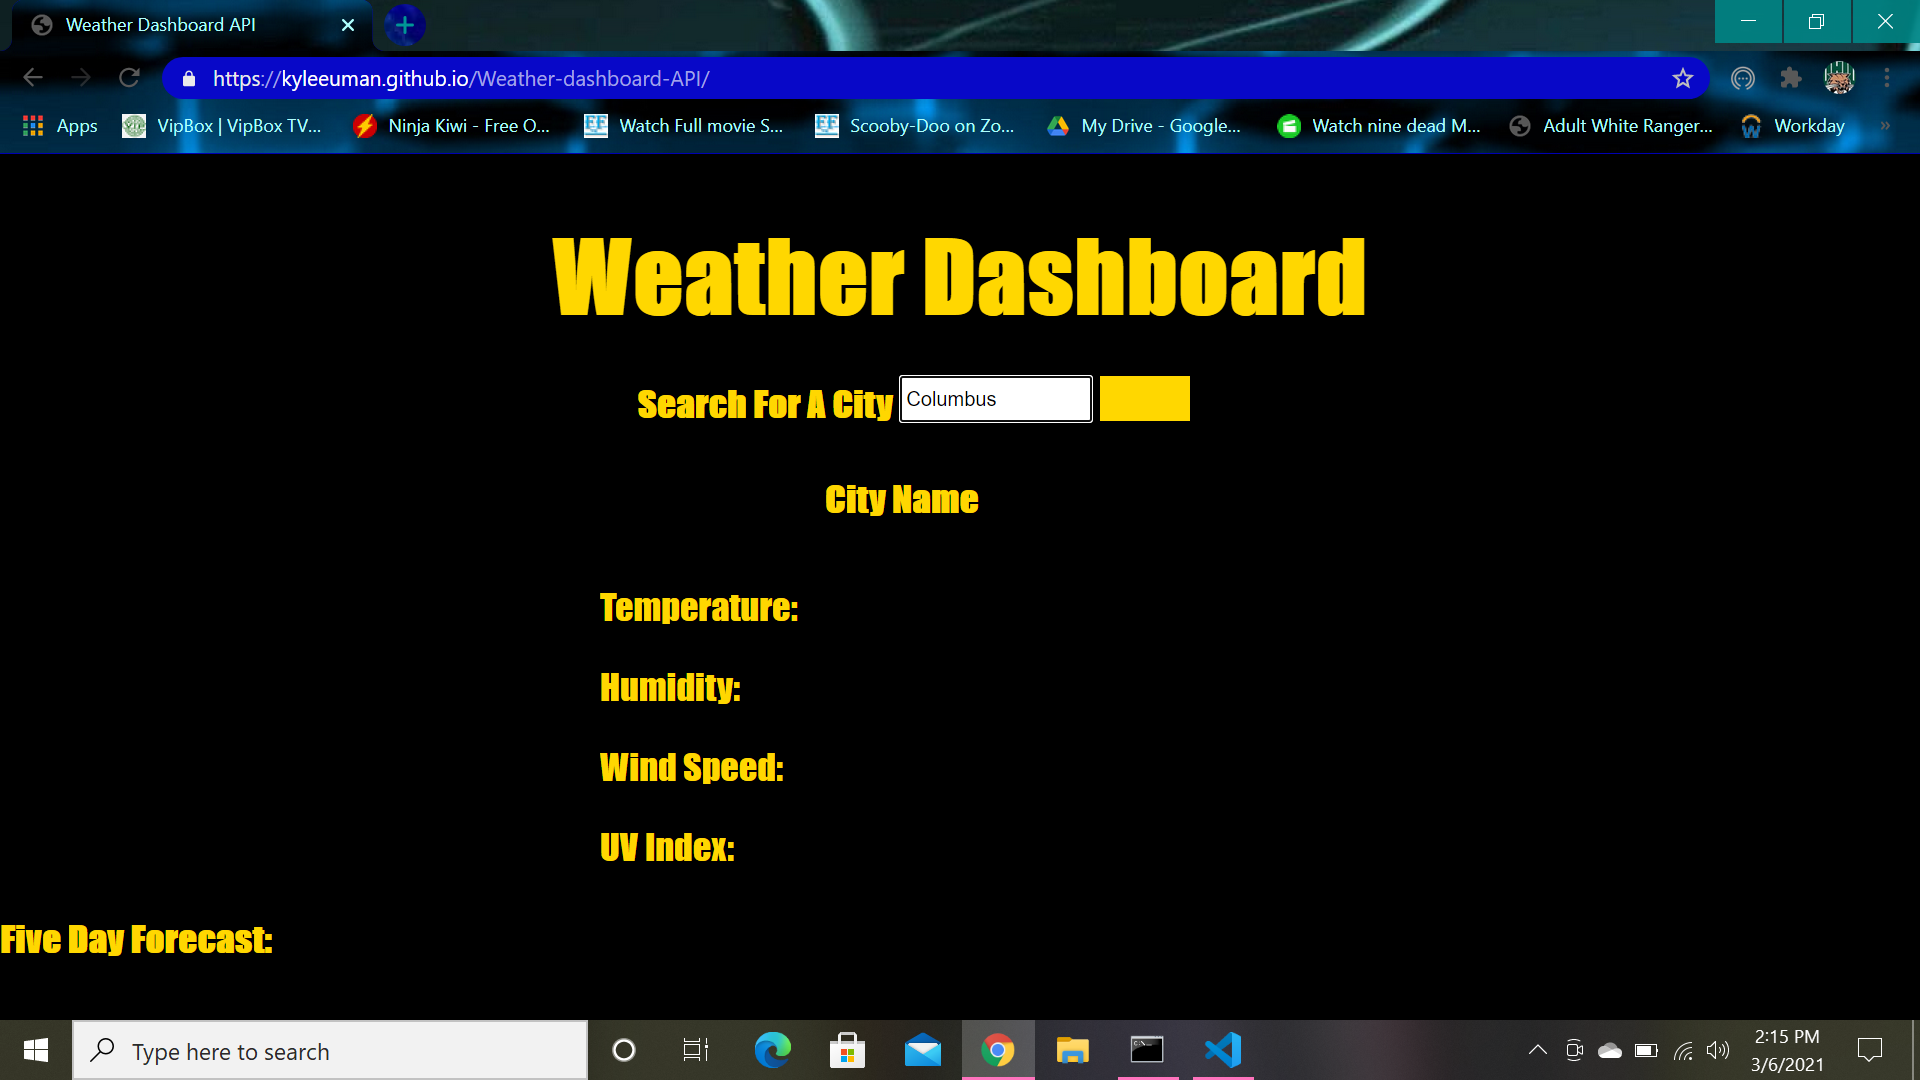 Weather Dashboard API
https://kyleeuman.github.io/Weather-dashboard-API/
Apps VipBox | VipBox TV... Ninja Kiwi - Free O... Watch Full movie S... Scooby-Doo on Zo... My Drive - Google... Watch nine dead M... Adult White Ranger... Workday »
Weather Dashboard
Search For A City Columbus
City Name
Temperature:
Humidity:
Wind Speed:
UV Index:
Five Day Forecast:
Type here to search
2:15 PM
3/6/2021